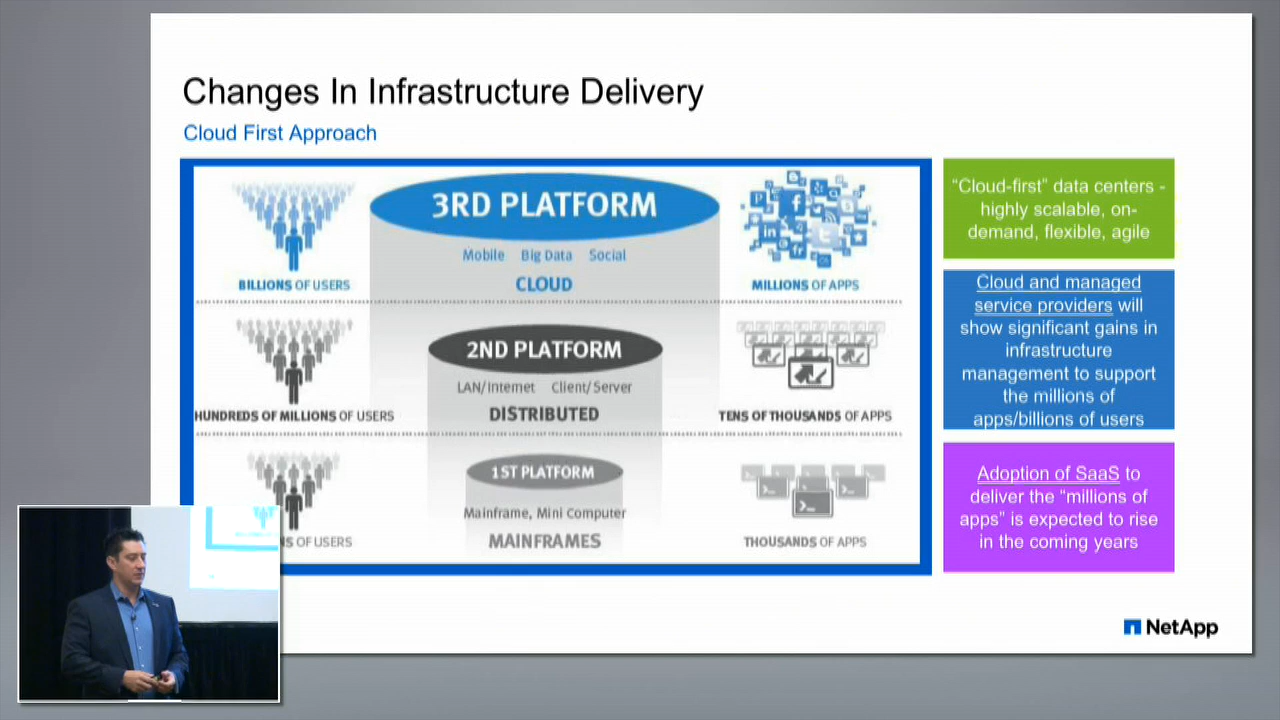 Changes In Infrastructure Delivery
Cloud First Approach
3RD PLATFORM
Mobile Big Data Social
CLOUD
BILLIONS OF USERS
MILLIONS OF APPS
2ND PLATFORM
LAN/Internet Client/Server
DISTRIBUTED
HUNDREDS OF MILLIONS OF USERS
TENS OF THOUSANDS OF APPS
1ST PLATFORM
Mainframe, Mini Computer
MAINFRAMES
OF USERS
THOUSANDS OF APPS
“Cloud-first” data centers -
highly scalable, on-
demand, flexible, agile
Cloud and managed
service providers will
show significant gains in
infrastructure
management to support
the millions of
apps/billions of users
Adoption of SaaS to
deliver the “millions of
apps” is expected to rise
in the coming years
NetApp